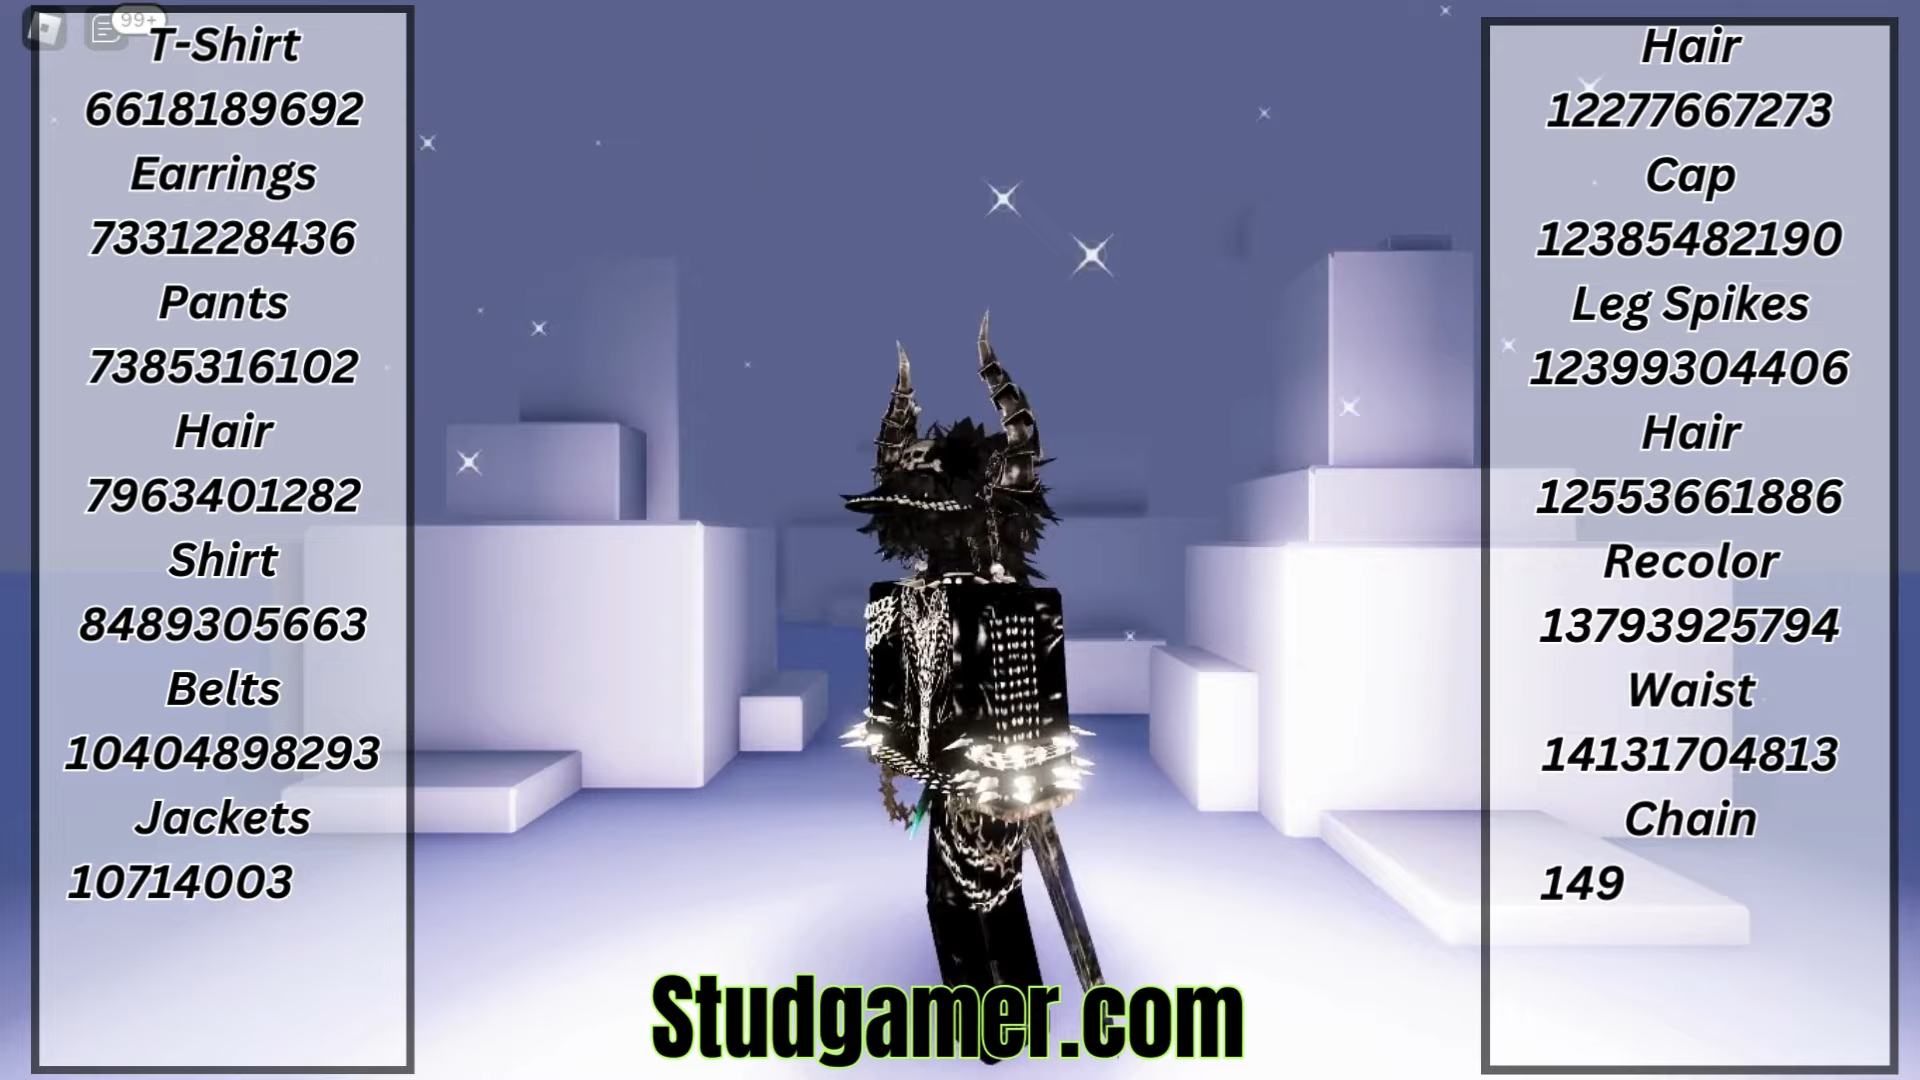 99+
T-Shirt
6618189692
Earrings
7331228436
Pants
7385316102
Hair
7963401282
Shirt
8489305663
Belts
10404898293
Jackets
10714003
Hair
12277667273
Cap
12385482190
Leg Spikes
12399304406
Hair
12553661886
Recolor
13793925794
Waist
14131704813
Chain
149
Studgamer.com